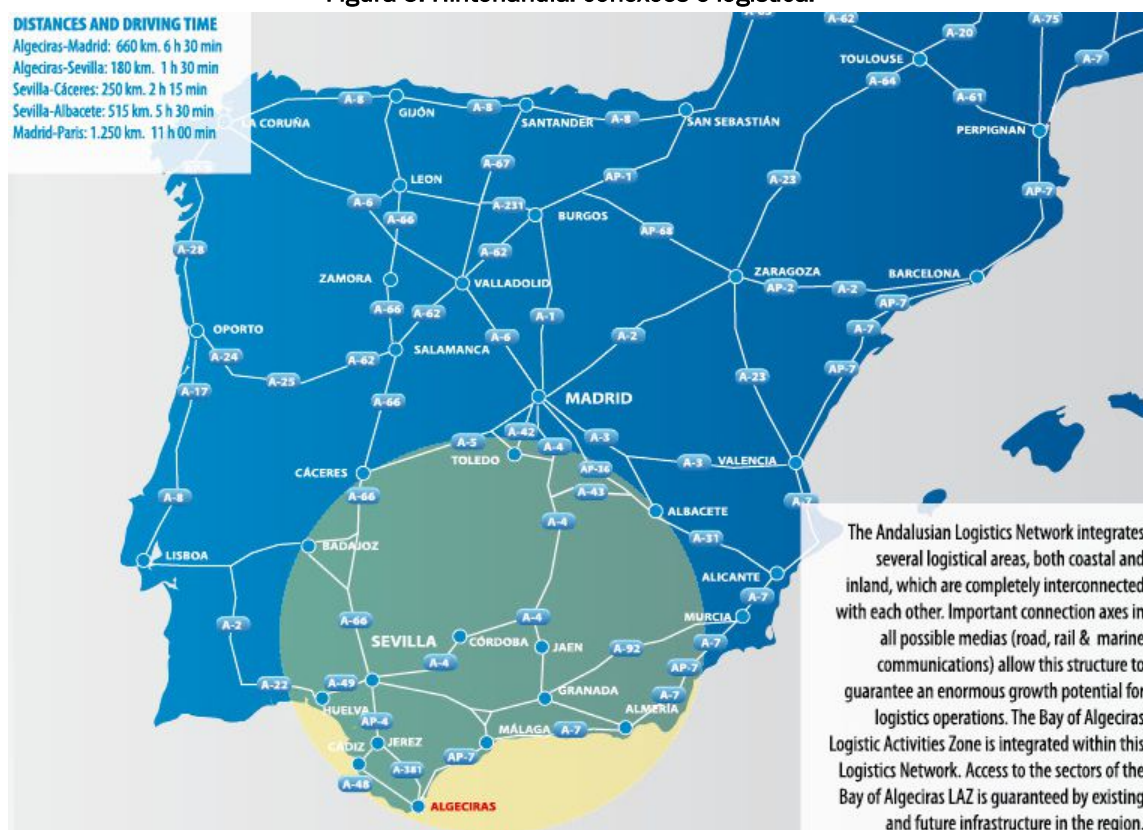 DISTANCES AND DRIVING TIME
Algeciras-Madrid: 660 km. 6 h 30 min
Algeciras-Sevilla: 180 km. 1 h 30 min
Sevilla-Cáceres: 250 km. 2 h 15 min
Sevilla-Albacete: 515 km. 5 h 30 min
Madrid-Paris: 1.250 km. 11 h 00 min
A-62
A-20
A-75
TOULOUSE
A-7
A-64
A-61
A-8
GIJÓN
A-8
LA CORUÑA
SANTANDER
A-8
SAN SEBASTIÁN
PERPIGNAN
A-67
AP-1
A-23
AP-7
LEON
A-6
A-231
A-66
BURGOS
AP-68
A-28
A-62
ZAMORA
VALLADOLID
ZARAGOZA
BARCELONA
AP-2
A-2
AP-7
A-66
A-62
A-1
OPORTO
A-6
A-2
A-7
A-24
A-62
SALAMANCA
A-25
A-23
AP-7
A-17
A-66
MADRID
A-42
A-5
A-4
A-3
TOLEDO
A-3
VALENCIA
CÁCERES
AP-36
A-8
A-66
A-43
A-7
ALBACETE
A-4
A-31
LISBOA
BADAJOZ
ALICANTE
A-7
A-2
A-66
A-4
MURCIA
SEVILLA
CÓRDOBA
JAEN
A-92
A-7
A-4
AP-7
A-22
A-49
GRANADA
A-7
HUELVA
ALMERÍA
AP-4
MÁLAGA
A-7
CÁDIZ
JEREZ
AP-7
A-381
A-48
ALGECIRAS
The Andalusian Logistics Network integrates
several logistical areas, both coastal and
inland, which are completely interconnected
with each other. Important connection axes in
all possible medias (road, rail & marine
communications) allow this structure to
guarantee an enormous growth potential for
logistics operations. The Bay of Algeciras
Logistic Activities Zone is integrated within this
Logistics Network. Access to the sectors of the
Bay of Algeciras LAZ is guaranteed by existing
and future infrastructure in the region.